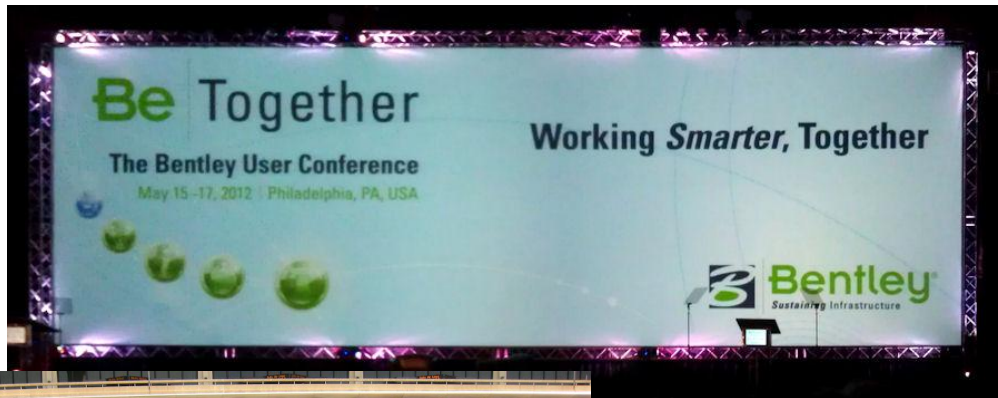 Be Together
The Bentley User Conference
May 15-17, 2012 | Philadelphia, PA, USA
Working Smarter, Together
Bentley®
Sustaining Infrastructure